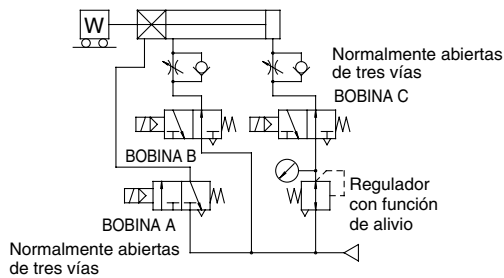 W
Normalmente abiertas
de tres vías
BOBINA C
BOBINA B
BOBINA A
Regulador
con función
de alivio
Normalmente abiertas
de tres vías